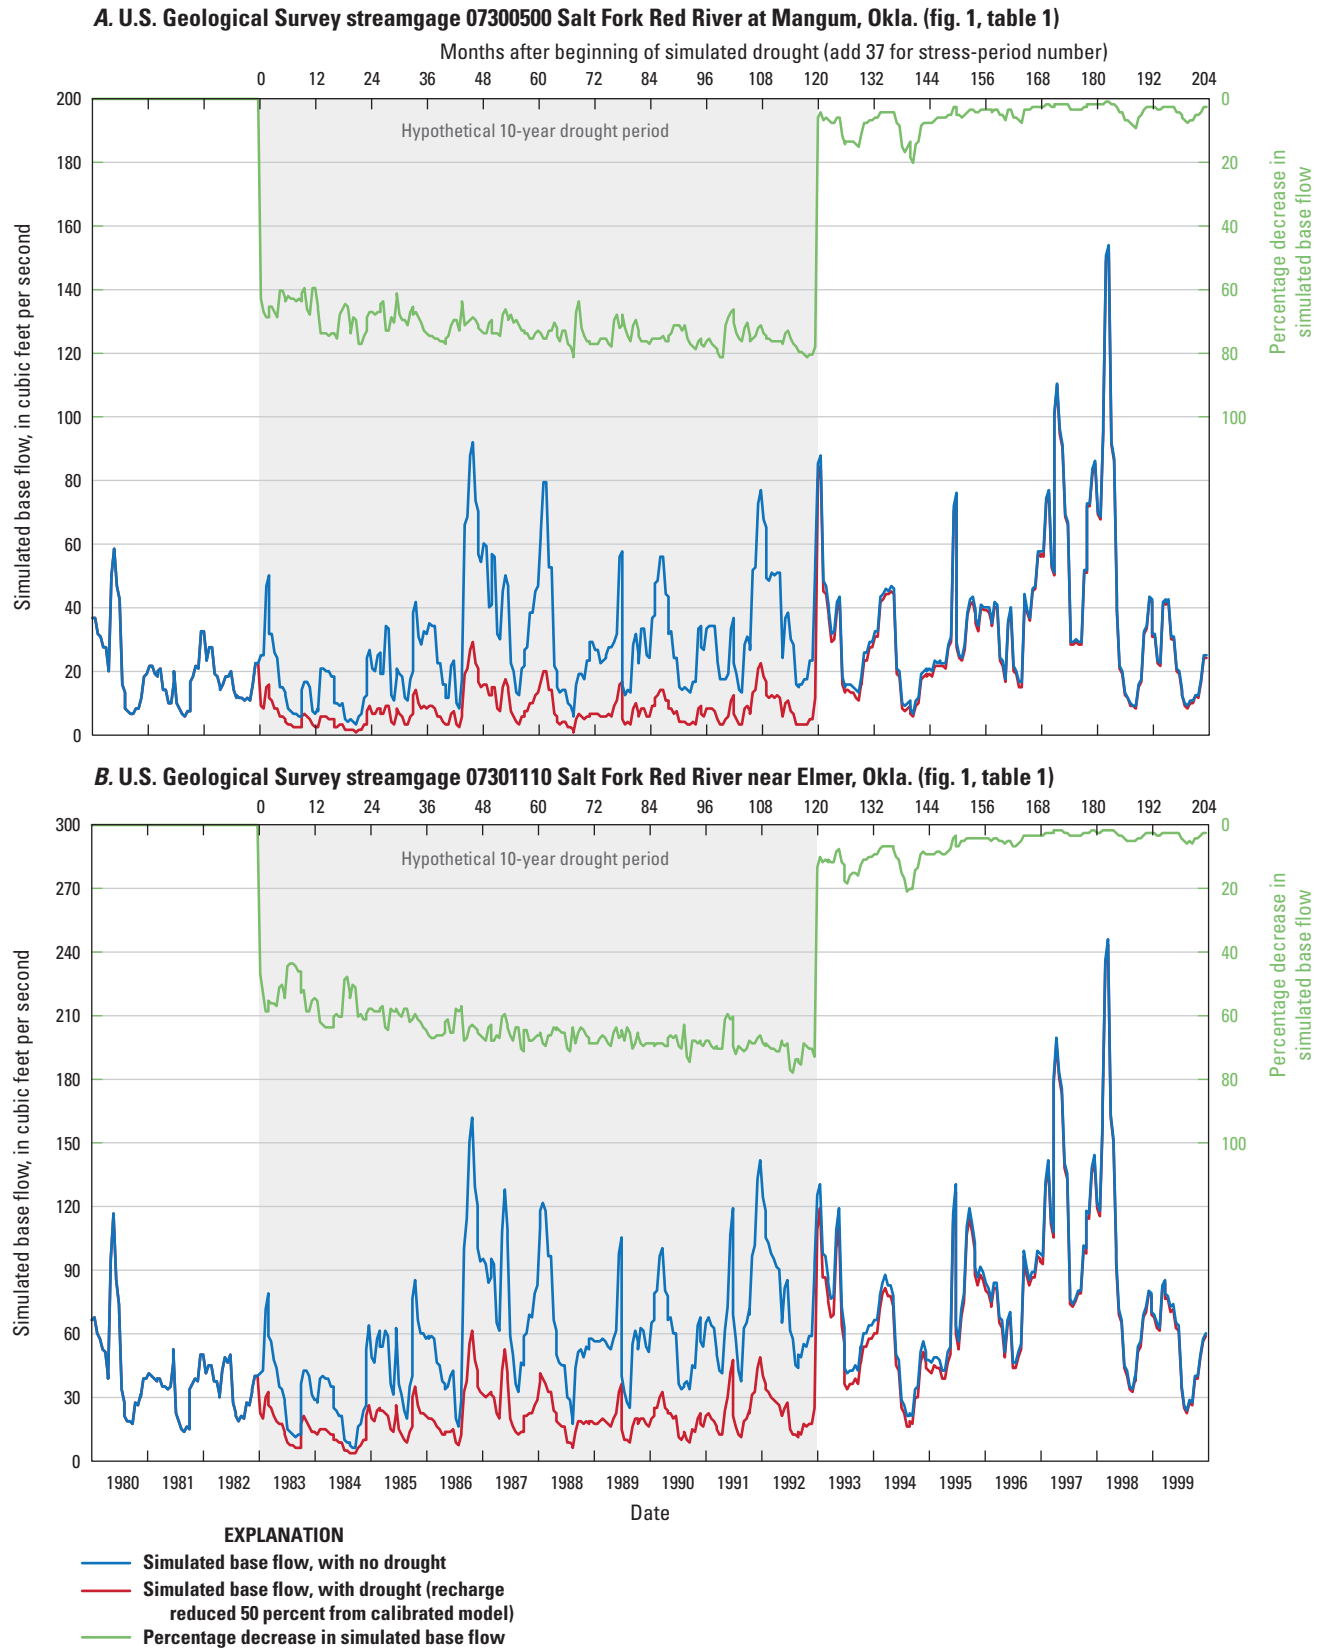 A. U.S. Geological Survey streamgage 07300500 Salt Fork Red River at Mangum, Okla. (fig. 1, table 1)
Months after beginning of simulated drought (add 37 for stress-period number)
0 12 24 36 48 60 72 84 96 108 120 132 144 156 168 180 192 204
Hypothetical 10-year drought period
Simulated base flow, in cubic feet per second
200
180
160
140
120
100
80
60
40
20
0
0
20
40
60
80
100
Percentage decrease in
simulated base flow
B. U.S. Geological Survey streamgage 07301110 Salt Fork Red River near Elmer, Okla. (fig. 1, table 1)
0 12 24 36 48 60 72 84 96 108 120 132 144 156 168 180 192 204
Hypothetical 10-year drought period
Simulated base flow, in cubic feet per second
300
270
240
210
180
150
120
90
60
30
0
0
20
40
60
80
100
Percentage decrease in
simulated base flow
1980 1981 1982 1983 1984 1985 1986 1987 1988 1989 1990 1991 1992 1993 1994 1995 1996 1997 1998 1999
Date
EXPLANATION
Simulated base flow, with no drought
Simulated base flow, with drought (recharge
reduced 50 percent from calibrated model)
Percentage decrease in simulated base flow